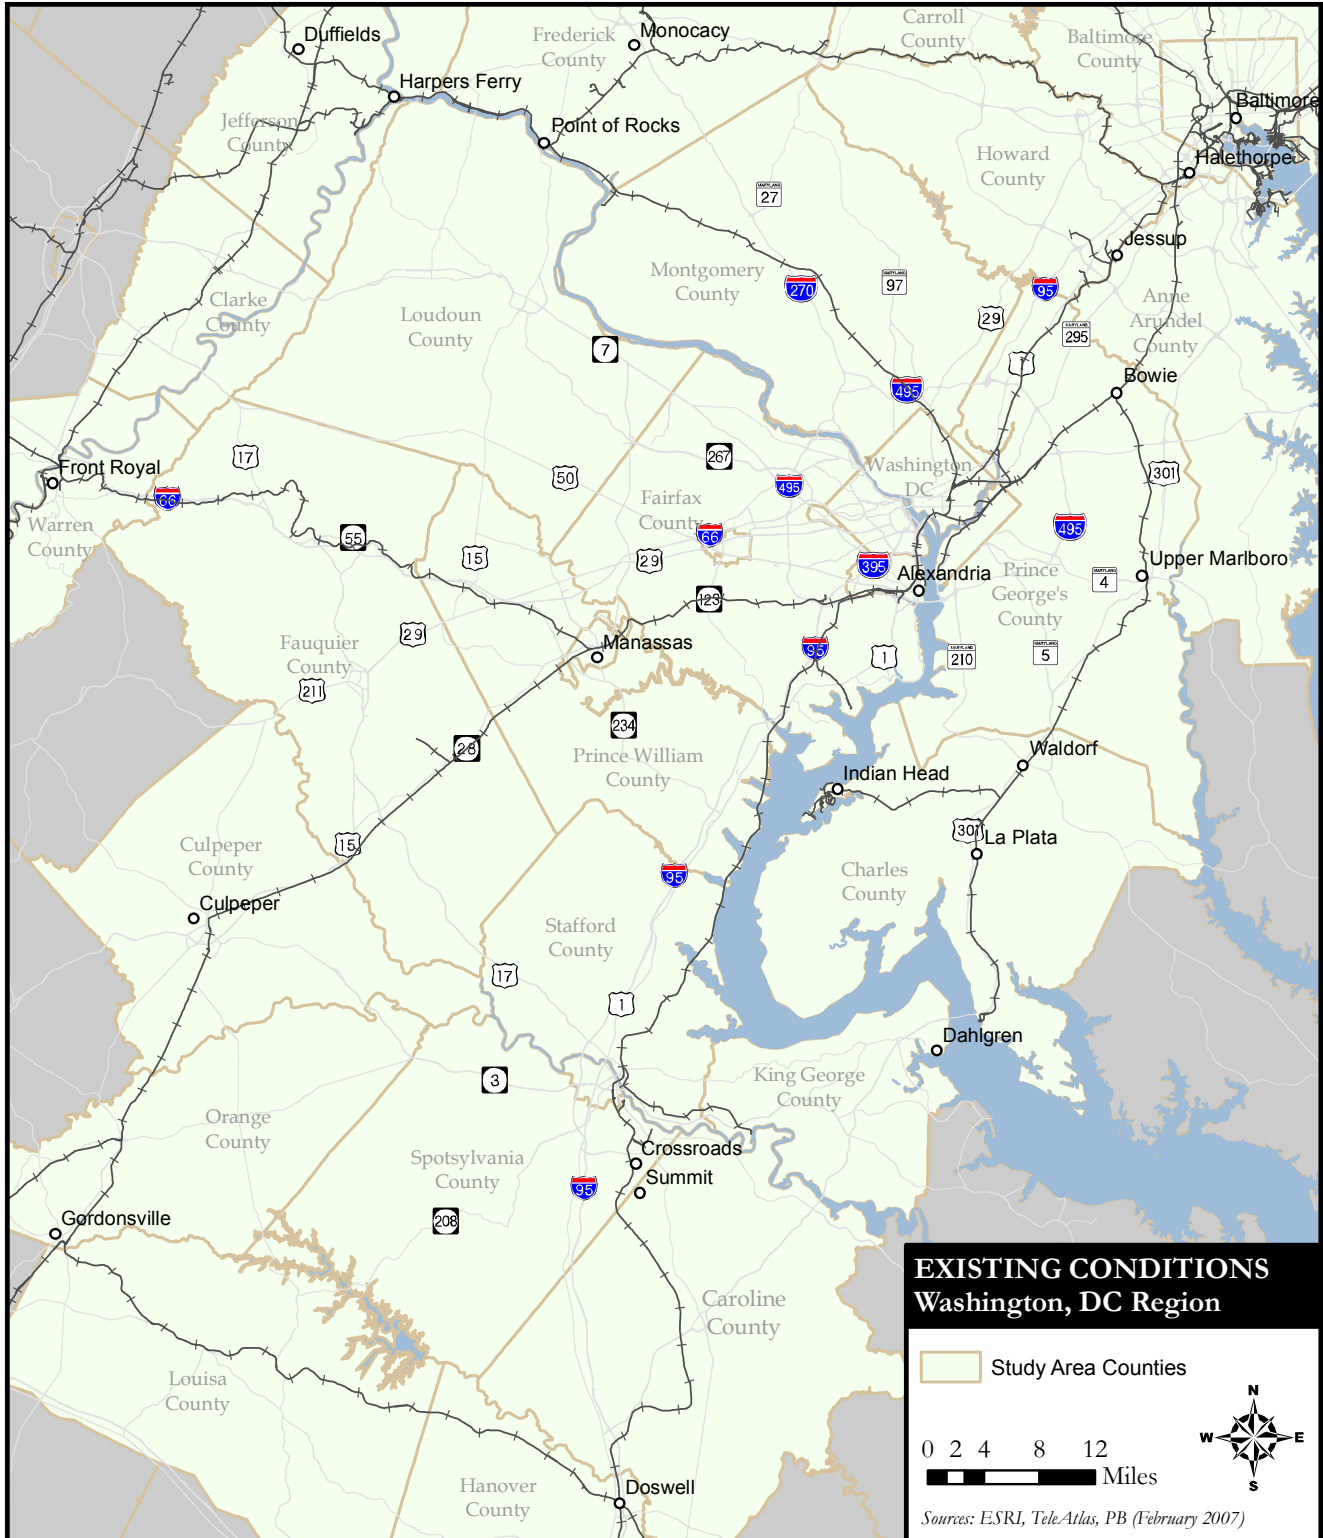 Duffields
Frederick
County
Monocacy
Carroll
County
Baltimore
County
Harpers Ferry
Baltimore
Jefferson
County
Point of Rocks
Howard
County
Halethorpe
MARYLAND
27
Jessup
Montgomery
County
270
MARYLAND
97
95
Clarke
County
Loudoun
County
29
Anne
Arundel
County
MARYLAND
295
7
1
Bowie
495
Front Royal
17
267
50
Washington
DC
301
66
495
Fairfax
County
Warren
County
55
15
66
29
495
395
Alexandria
Prince
George's
County
Upper Marlboro
MARYLAND
4
123
Fauquier
County
29
Manassas
95
1
MARYLAND
210
MARYLAND
5
211
234
28
Prince William
County
Waldorf
Indian Head
301
La Plata
Culpeper
County
15
95
Charles
County
Culpeper
Stafford
County
17
1
Dahlgren
3
King George
County
Orange
County
Spotsylvania
County
Crossroads
Summit
95
Gordonsville
208
Caroline
County
Louisa
County
Hanover
County
Doswell
EXISTING CONDITIONS
Washington, DC Region
Study Area Counties
N
W E
S
0 2 4 8 12
Miles
Sources: ESRI, TeleAtlas, PB (February 2007)